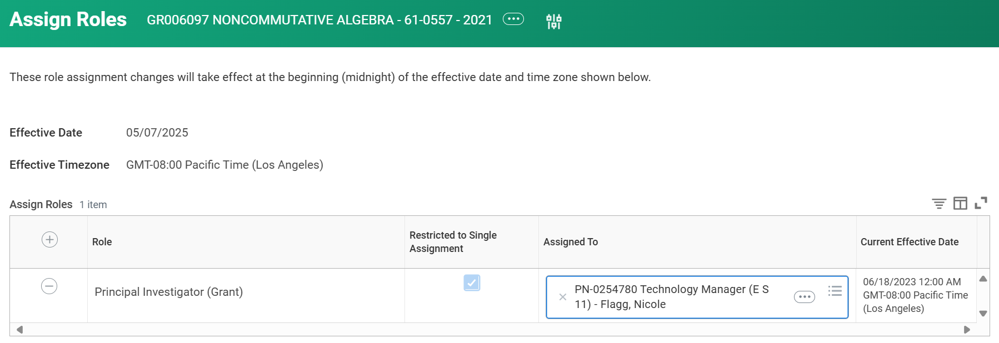 Assign Roles GR006097 NONCOMMUTATIVE ALGEBRA - 61-0557 - 2021
These role assignment changes will take effect at the beginning (midnight) of the effective date and time zone shown below.
Effective Date 05/07/2025
Effective Timezone GMT-08:00 Pacific Time (Los Angeles)
Assign Roles 1 item
Role
Restricted to Single
Assignment
Assigned To
Current Effective Date
Principal Investigator (Grant)
PN-0254780 Technology Manager (E S
11) - Flagg, Nicole
06/18/2023 12:00 AM
GMT-08:00 Pacific Time
(Los Angeles)